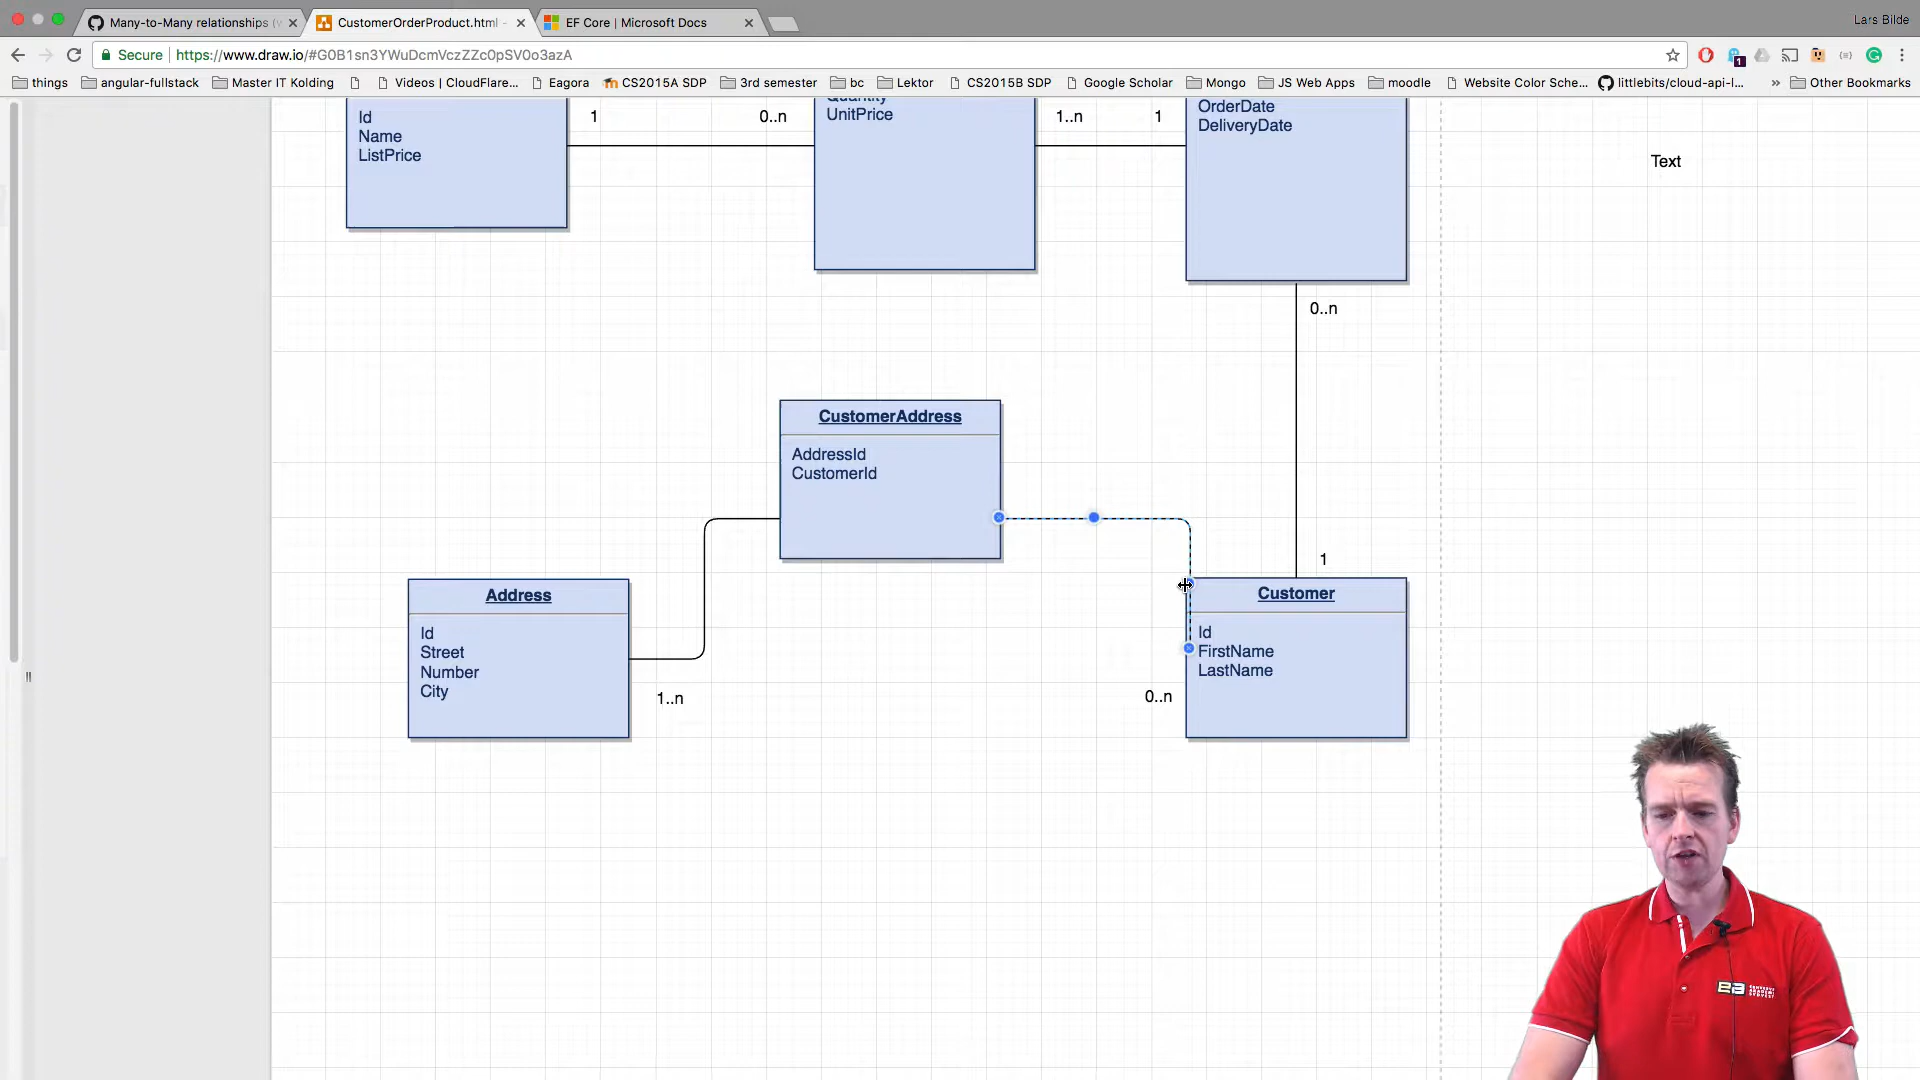 Many-to-Many relationships (
CustomerOrderProduct.html -
EF Core | Microsoft Docs
Lars Bilde
Secure
https://www.draw.io/#G0B1sn3YWuDcmVczZZc0pSV0o3azA
things
angular-fullstack
Master IT Kolding
Videos | CloudFlare...
Eagora
CS2015A SDP
3rd semester
bc
Lektor
CS2015B SDP
Google Scholar
Mongo
JS Web Apps
moodle
Website Color Sche...
littlebits/cloud-api-l...
»
Other Bookmarks
Id
Name
ListPrice
1
0..n
Quantity
UnitPrice
1..n
1
OrderDate
DeliveryDate
Text
0..n
CustomerAddress
AddressId
CustomerId
1
Address
Id
Street
Number
City
1..n
0..n
Customer
Id
FirstName
LastName